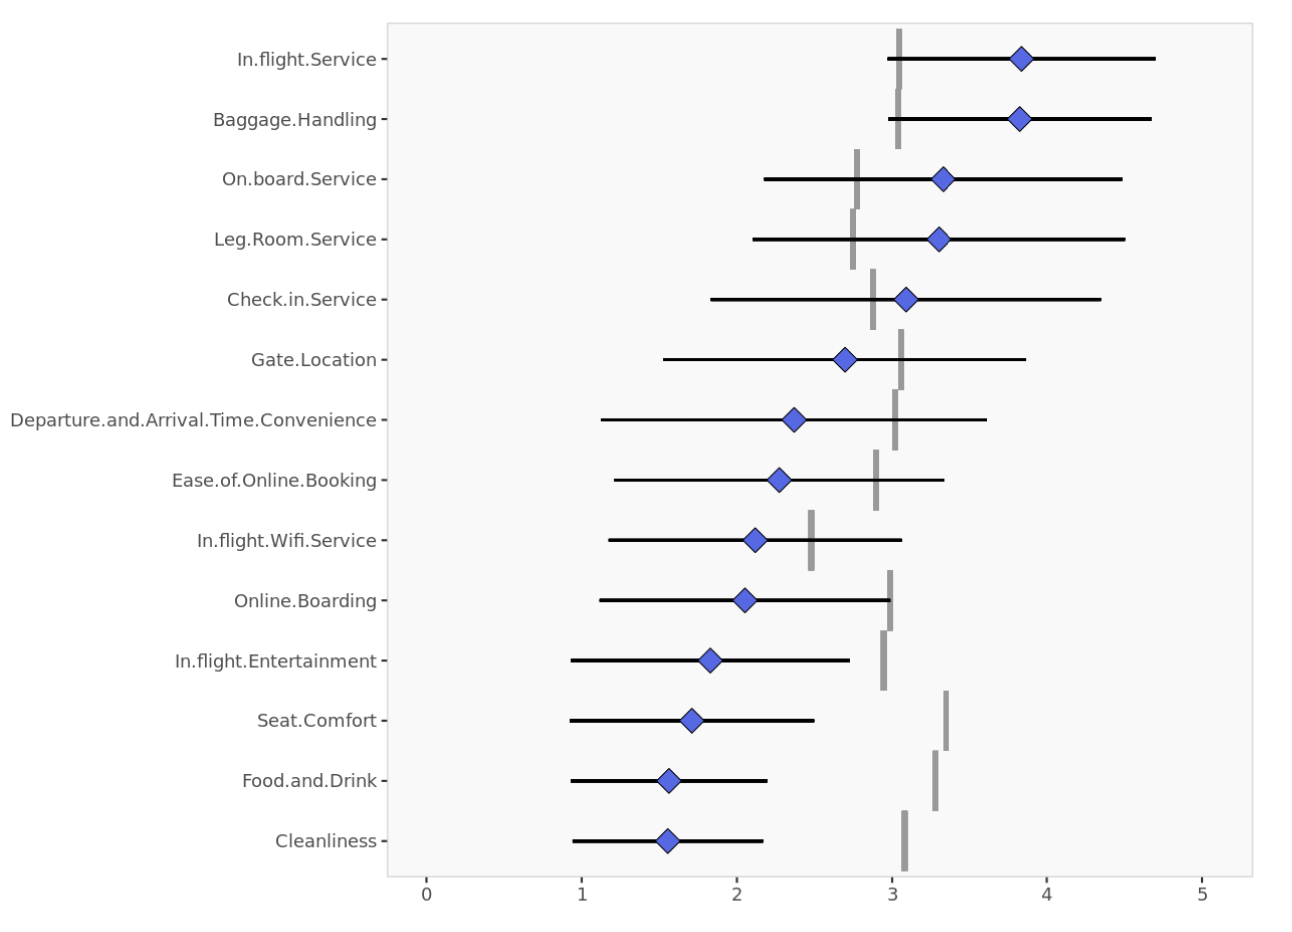 In.flight.Service
Baggage.Handling
On.board.Service
Leg.Room.Service
Check.in.Service
Gate.Location
Departure.and.Arrival.Time.Convenience
Ease.of.Online.Booking
In.flight.Wifi.Service
Online.Boarding
In.flight.Entertainment
Seat.Comfort
Food.and.Drink
Cleanliness
0 1 2 3 4 5